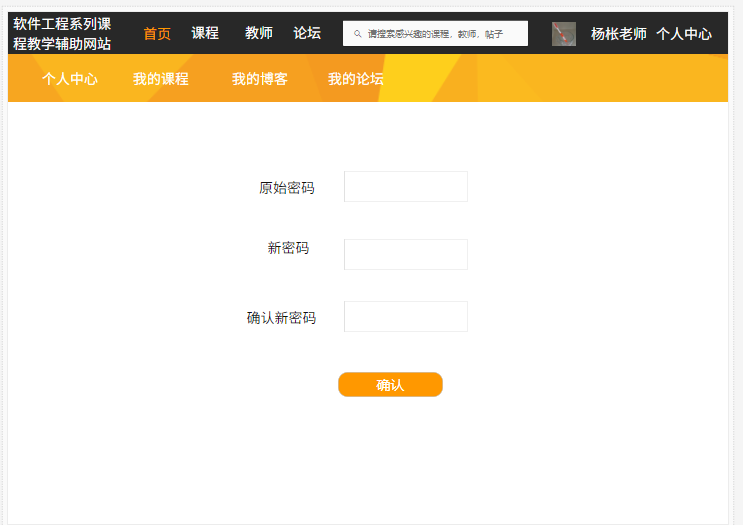 软件工程系列课
程教学辅助网站
首页 课程 教师 论坛 请搜索感兴趣的课程，教师，帖子 杨枨老师 个人中心
个人中心 我的课程 我的博客 我的论坛
原始密码
新密码
确认新密码
确认